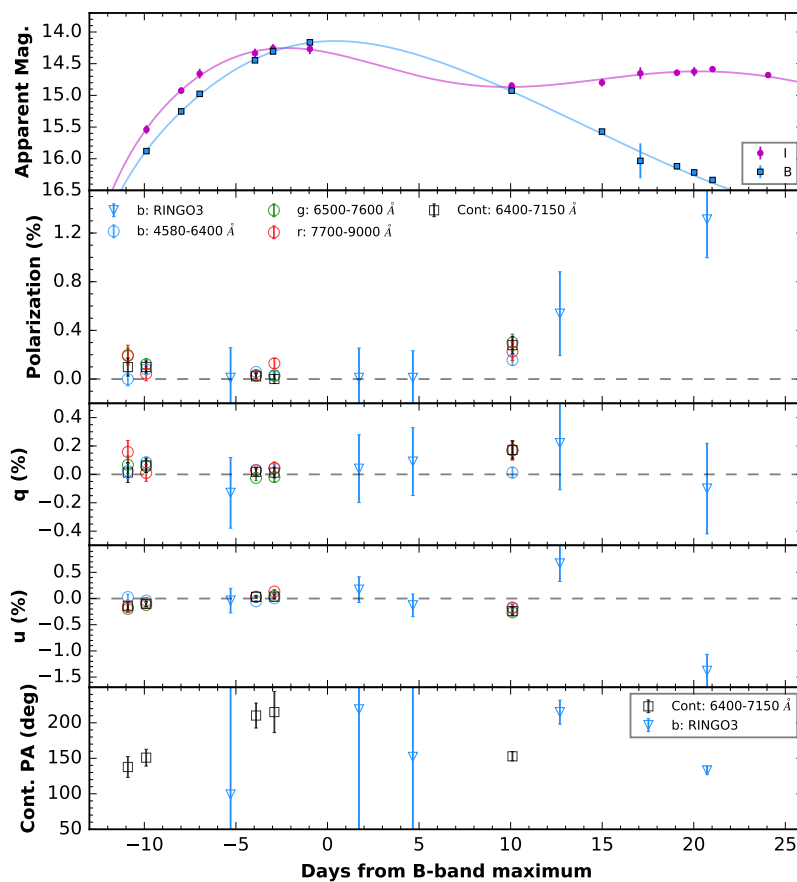 14.0
14.5
15.0
15.5
16.0
16.5
Apparent Mag.
I
B
b: RINGO3
b: 4580-6400 Å
g: 6500-7600 Å
r: 7700-9000 Å
Cont: 6400-7150 Å
1.2
0.8
0.4
0.0
Polarization (%)
0.4
0.2
0.0
−0.2
−0.4
q (%)
0.5
0.0
−0.5
−1.0
−1.5
u (%)
200
150
100
50
Cont. PA (deg)
Cont: 6400-7150 Å
b: RINGO3
−10 −5 0 5 10 15 20 25
Days from B-band maximum